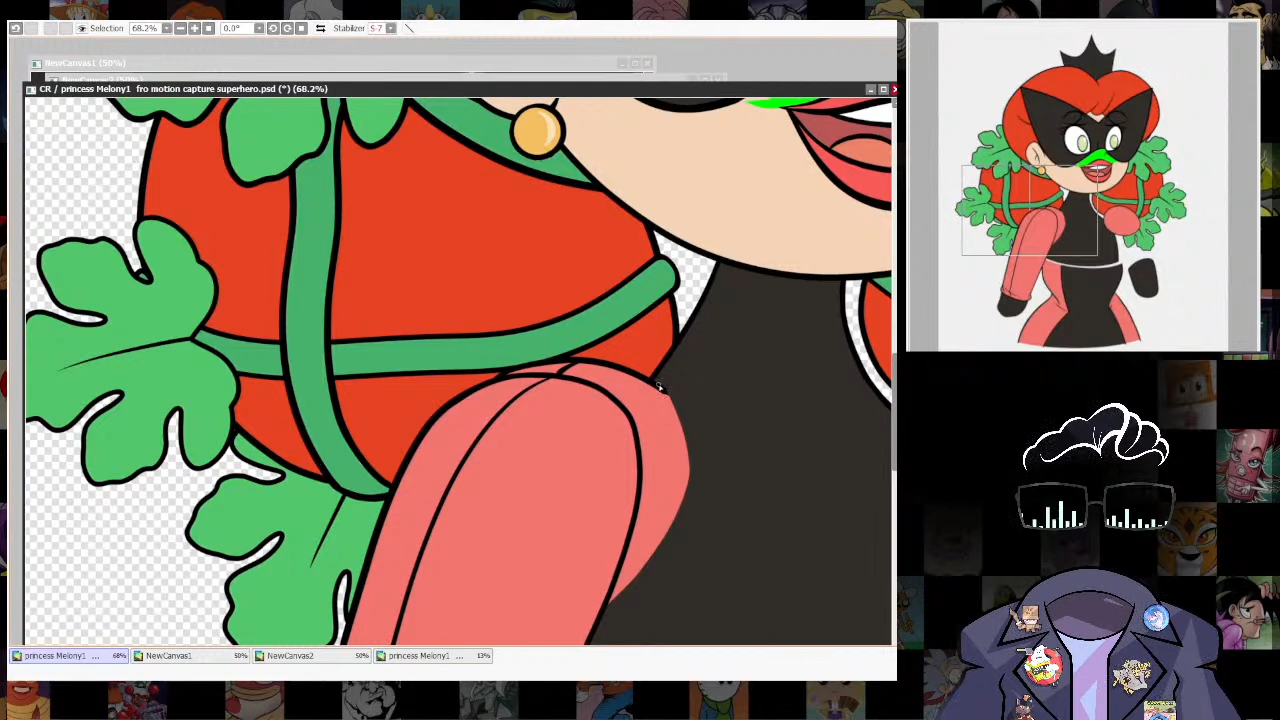 Selection 68.2% 0.0° Stabilizer S-7
NewCanvas1 (50%)
CR / princess Melony1 fro motion capture superhero.psd (*) (68.2%)
princess Melony1 ... 68% NewCanvas1 50% NewCanvas2 50% princess Melony1 ... 13%